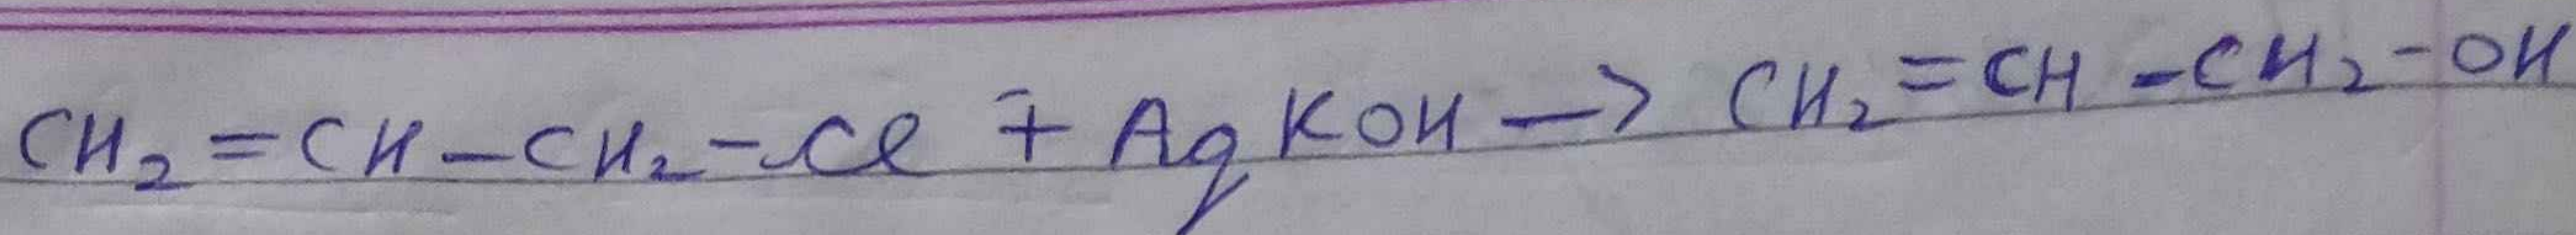 CH₂=CH-CH₂-Cl + Aq KOH → CH₂=CH-CH₂-OH